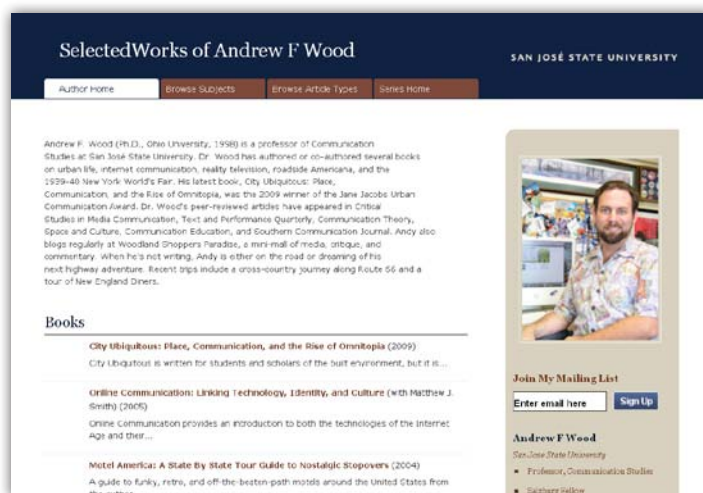 SelectedWorks of Andrew F Wood
SAN JOSÉ STATE UNIVERSITY
Author Home
Browse Subjects
Browse Article Types
Series Home
Andrew F. Wood (Ph.D., Ohio University, 1998) is a professor of Communication
Studies at San José State University. Dr. Wood has authored or co-authored several books
on urban life, internet communication, reality television, roadside Americana, and the
1939-40 New York World's Fair. His latest book, City Ubiquitous: Place,
Communication, and the Rise of Omnitopia, was the 2009 winner of the Jane Jacobs Urban
Communication Award. Dr. Wood's peer-reviewed articles have appeared in Critical
Studies in Media Communication, Text and Performance Quarterly, Communication Theory,
Space and Culture, Communication Education, and Southern Communication Journal. Andy also
blogs regularly at Woodland Shoppers Paradise, a mini-mall of media, critique, and
commentary. When he's not writing, Andy is either on the road or dreaming of his
next highway adventure. Recent trips include a cross-country journey along Route 66 and a
tour of New England Diners.
Books
City Ubiquitous: Place, Communication, and the Rise of Omnitopia (2009)
City Ubiquitous is written for students and scholars of the built environment, but it is...
Online Communication: Linking Technology, Identity, and Culture (with Matthew J.
Smith) (2005)
Online Communication provides an introduction to both the technologies of the Internet
Age and their...
Motel America: A State By State Tour Guide to Nostalgic Stopovers (2004)
A guide to funky, retro, and off-the-beaten-path motels around the United States from
Join My Mailing List
Enter email here
Sign Up
Andrew F Wood
San Jose State University
Professor, Communication Studies
Salzburg Fellow